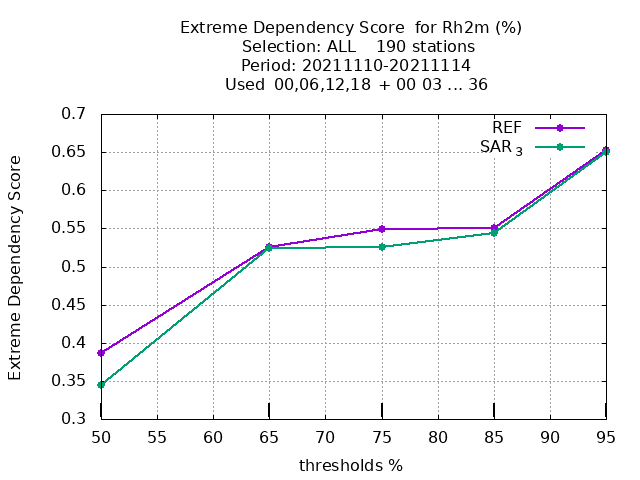 Extreme Dependency Score for Rh2m (%)
Selection: ALL 190 stations
Period: 20211110-20211114
Used 00,06,12,18 + 00 03 ... 36
REF
SAR 3
Extreme Dependency Score
0.7
0.65
0.6
0.55
0.5
0.45
0.4
0.35
0.3
50 55 60 65 70 75 80 85 90 95
thresholds %